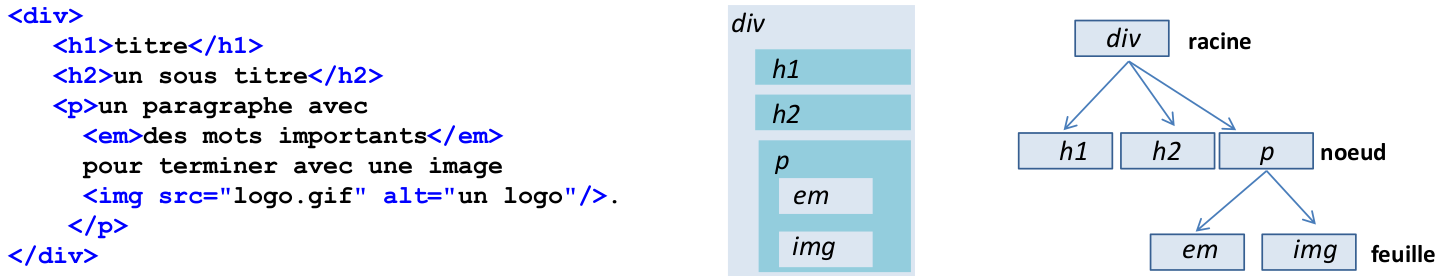 <div>
<h1>titre</h1>
<h2>un sous titre</h2>
<p>un paragraphe avec
<em>des mots importants</em>
pour terminer avec une image
<img src="logo.gif" alt="un logo"/>.
</p>
</div>
div
h1
h2
p
em
img
div racine
h1 h2 p noeud
em img feuille